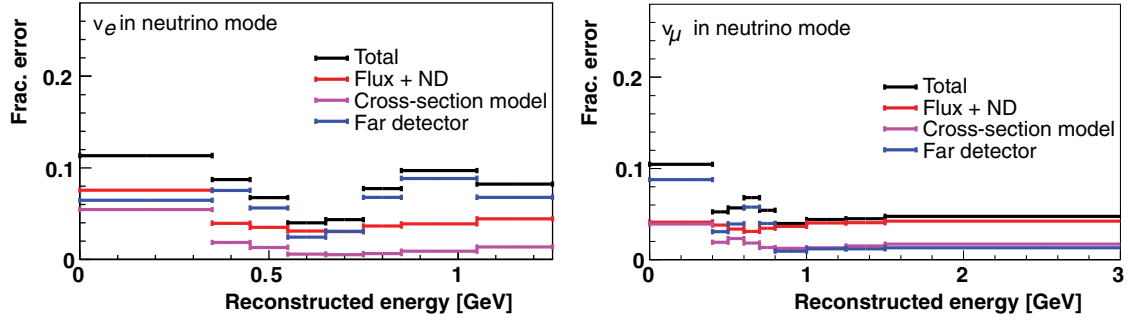 νe in neutrino mode
Total
Flux + ND
Cross-section model
Far detector
Frac. error
0.2
0.1
0
0 0.5 1
Reconstructed energy [GeV]
νμ in neutrino mode
Total
Flux + ND
Cross-section model
Far detector
Frac. error
0.2
0.1
0
0 1 2 3
Reconstructed energy [GeV]